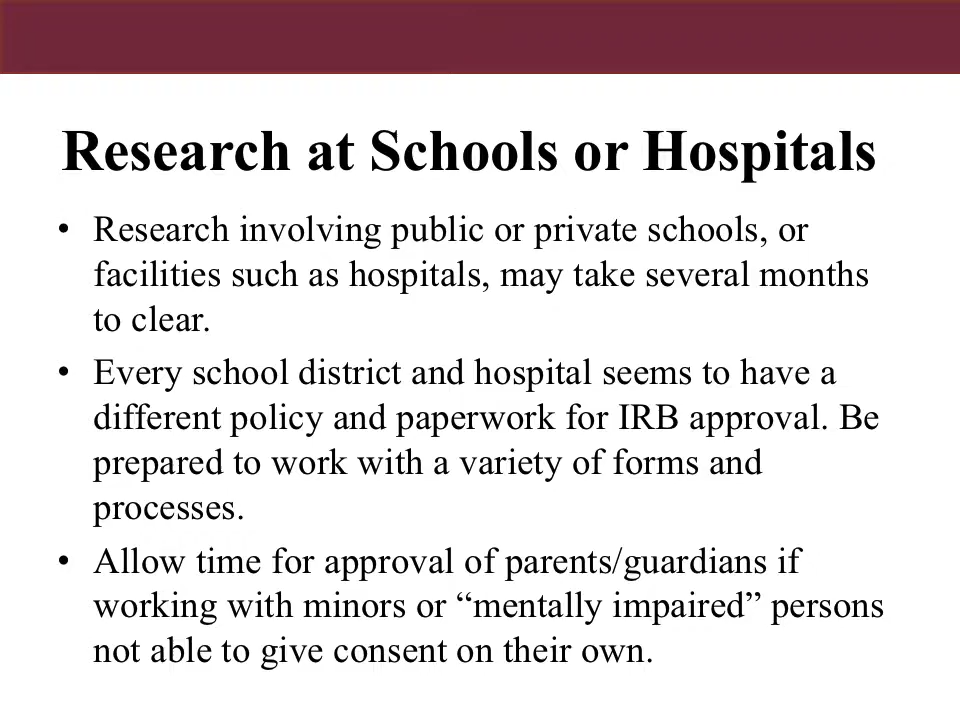 Research at Schools or Hospitals
• Research involving public or private schools, or
facilities such as hospitals, may take several months
to clear.
• Every school district and hospital seems to have a
different policy and paperwork for IRB approval. Be
prepared to work with a variety of forms and
processes.
• Allow time for approval of parents/guardians if
working with minors or “mentally impaired” persons
not able to give consent on their own.